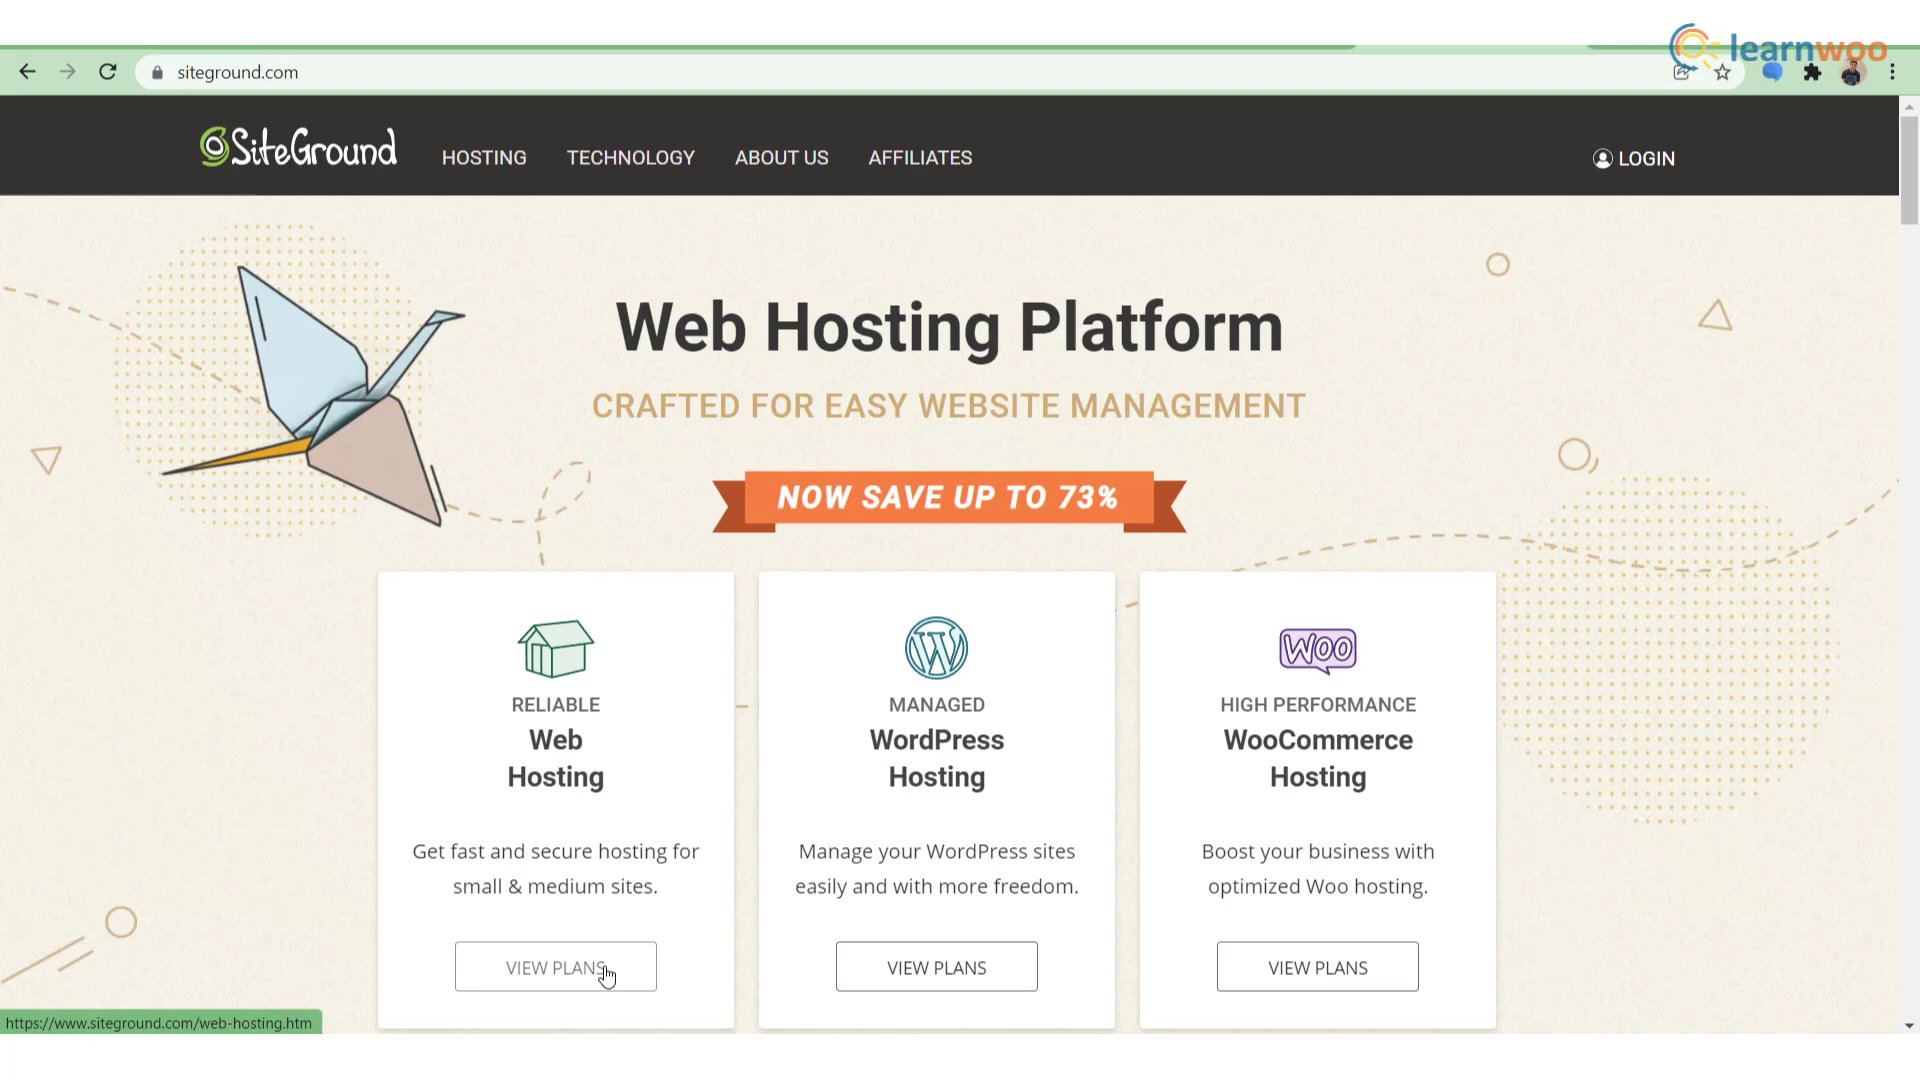 learnwoo
siteground.com
SiteGround HOSTING TECHNOLOGY ABOUT US AFFILIATES LOGIN
Web Hosting Platform
CRAFTED FOR EASY WEBSITE MANAGEMENT
NOW SAVE UP TO 73%
RELIABLE
Web
Hosting
Get fast and secure hosting for
small & medium sites.
VIEW PLANS
MANAGED
WordPress
Hosting
Manage your WordPress sites
easily and with more freedom.
VIEW PLANS
WOO
HIGH PERFORMANCE
WooCommerce
Hosting
Boost your business with
optimized Woo hosting.
VIEW PLANS
https://www.siteground.com/web-hosting.htm